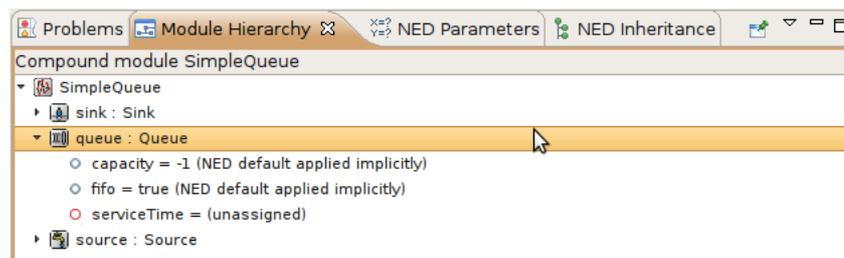 Problems Module Hierarchy NED Parameters NED Inheritance
Compound module SimpleQueue
SimpleQueue
sink : Sink
queue : Queue
capacity = -1 (NED default applied implicitly)
fifo = true (NED default applied implicitly)
serviceTime = (unassigned)
source : Source